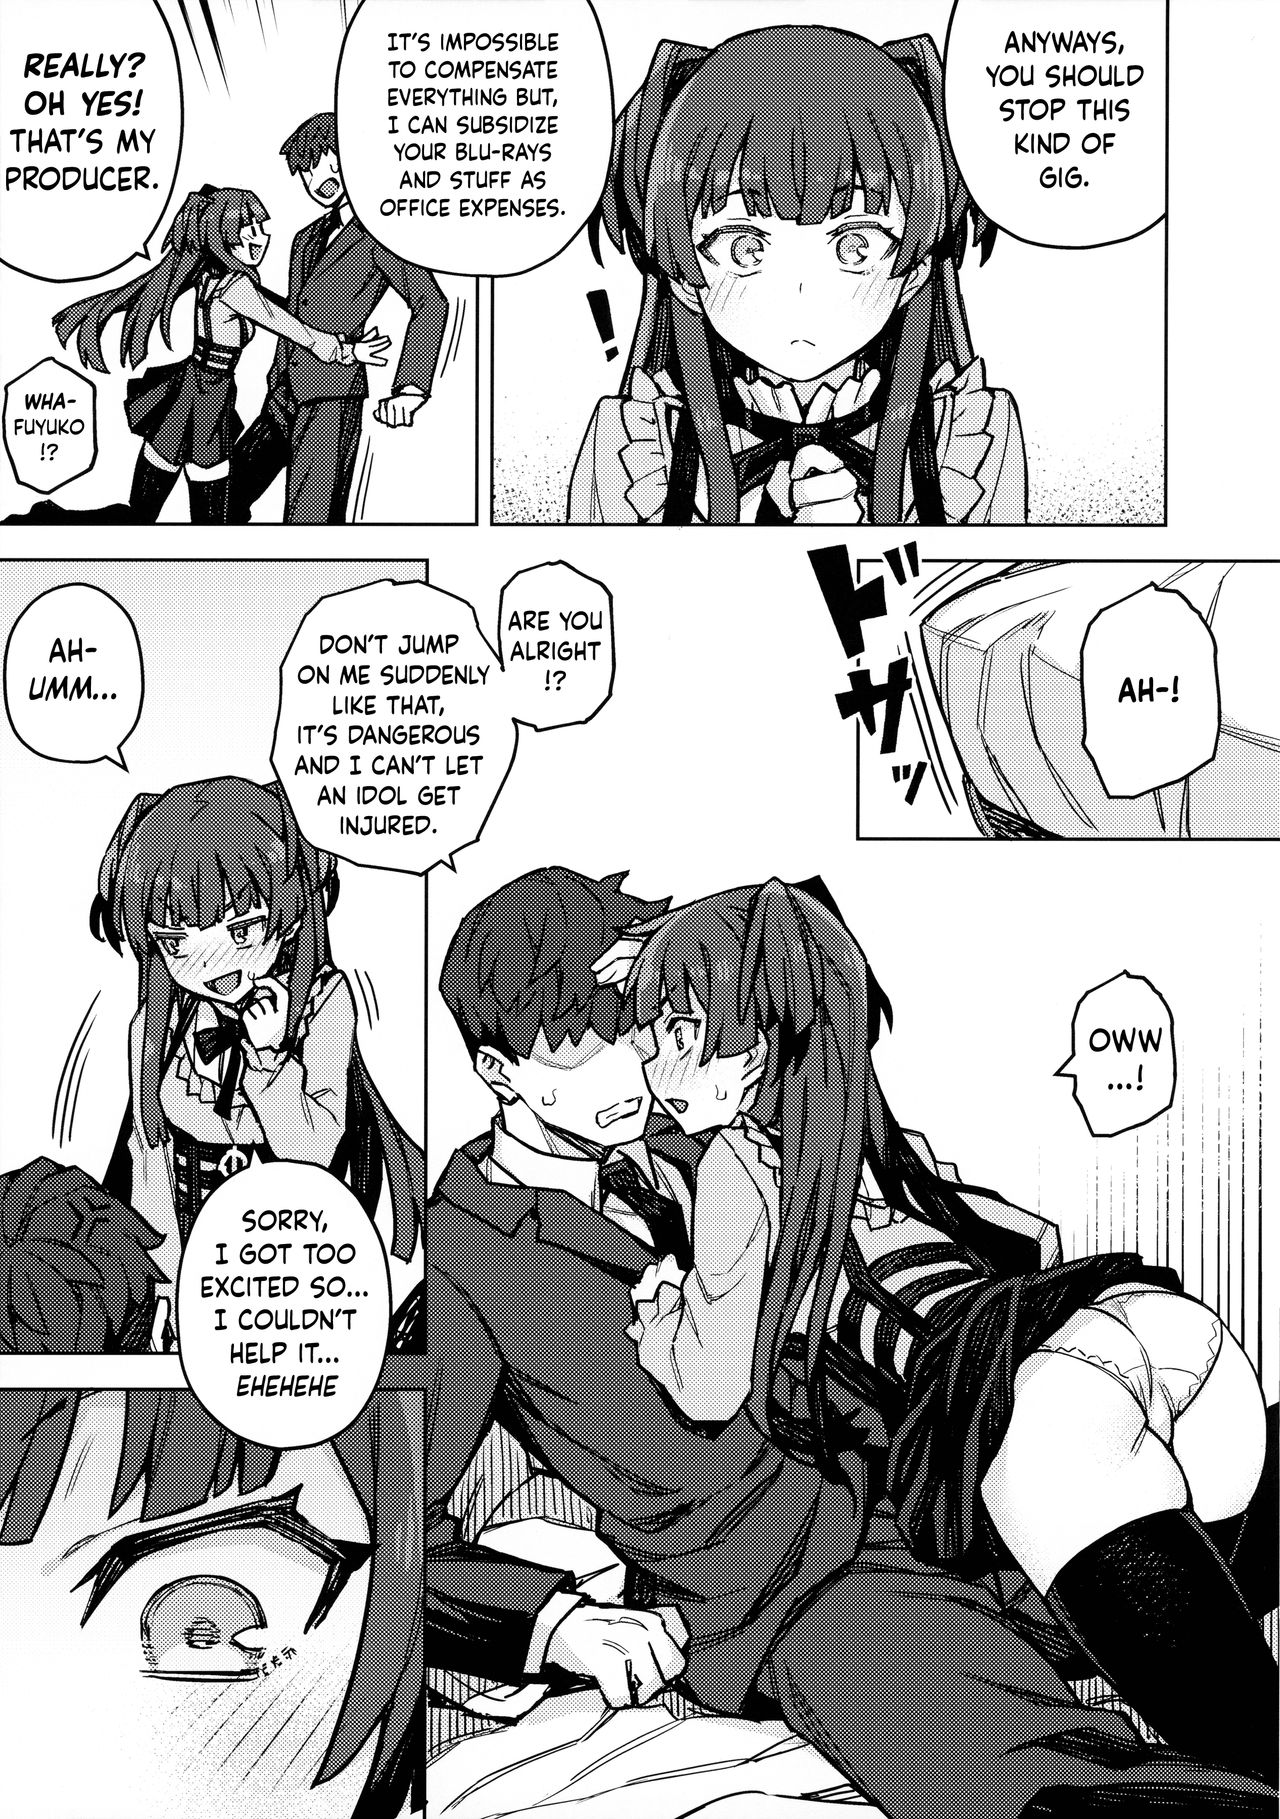 ANYWAYS,
YOU SHOULD
STOP THIS
KIND OF
GIG.
!
IT'S IMPOSSIBLE
TO COMPENSATE
EVERYTHING BUT,
I CAN SUBSIDIZE
YOUR BLU-RAYS
AND STUFF AS
OFFICE EXPENSES.
REALLY?
OH YES!
THAT'S MY
PRODUCER.
WHA-
FUYUKO
!?
AH-!
ドサッ
ARE YOU
ALRIGHT
!?
DON'T JUMP
ON ME SUDDENLY
LIKE THAT,
IT'S DANGEROUS
AND I CAN'T LET
AN IDOL GET
INJURED.
OWW
...!
AH-
UMM...
SORRY,
I GOT TOO
EXCITED SO...
I COULDN'T
HELP IT...
EHEHEHE